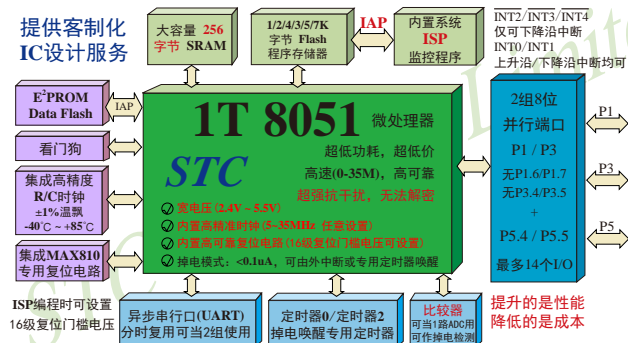 提供客制化
IC设计服务
大容量 256
字节 SRAM
1/2/3/4/5/7K
字节 Flash
程序存储器
IAP
内置系统
ISP
监控程序
INT2/INT3/INT4
仅可下降沿中断
INT0/INT1
上升沿/下降沿中断均可
E²PROM
Data Flash
IAP
看门狗
集成高精度
R/C时钟
±1%温飘
-40℃ ~ +85℃
集成MAX810
专用复位电路
ISP编程时可设置
16级复位门槛电压
1T 8051 微处理器
STC
超低功耗，超低价
高速(0-35M)，高可靠
超强抗干扰，无法解密
宽电压(2.4V ~ 5.5V)
内置高精准时钟(5~35MHz 任意设置)
内置高可靠复位电路(16级复位门槛电压可设置)
掉电模式：<0.1uA，可由外中断或专用定时器唤醒
2组8位
并行端口
P1 / P3
无P1.6/P1.7
无P3.4/P3.5
+
P5.4 / P5.5
最多14个I/O
P1
P3
P5
异步串行口(UART)
分时复用可当2组使用
定时器0/定时器2
掉电唤醒专用定时器
比较器
可当1路ADC用
可作掉电检测
提升的是性能
降低的是成本
STC
Limited